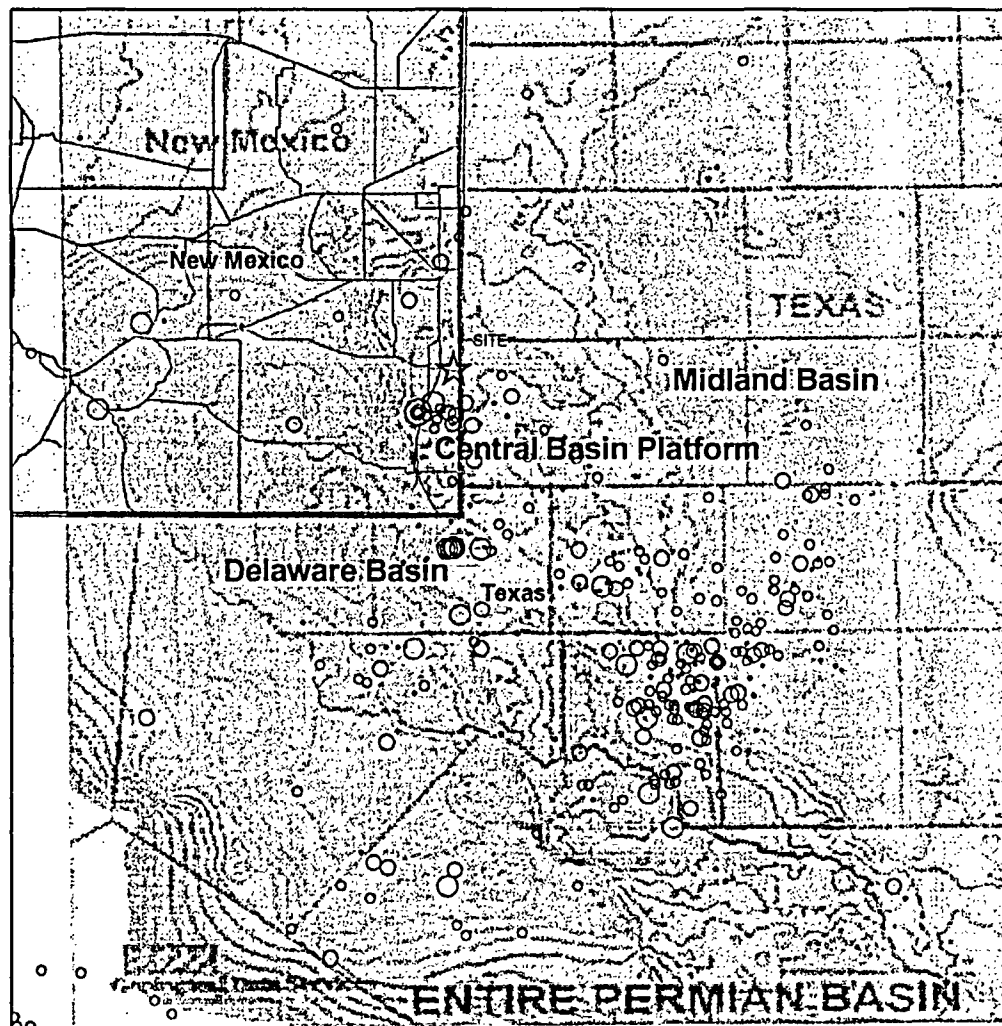 New Mexico
New Mexico
TEXAS
SITE
Midland Basin
Central Basin Platform
Delaware Basin
Texas
ENTIRE PERMIAN BASIN